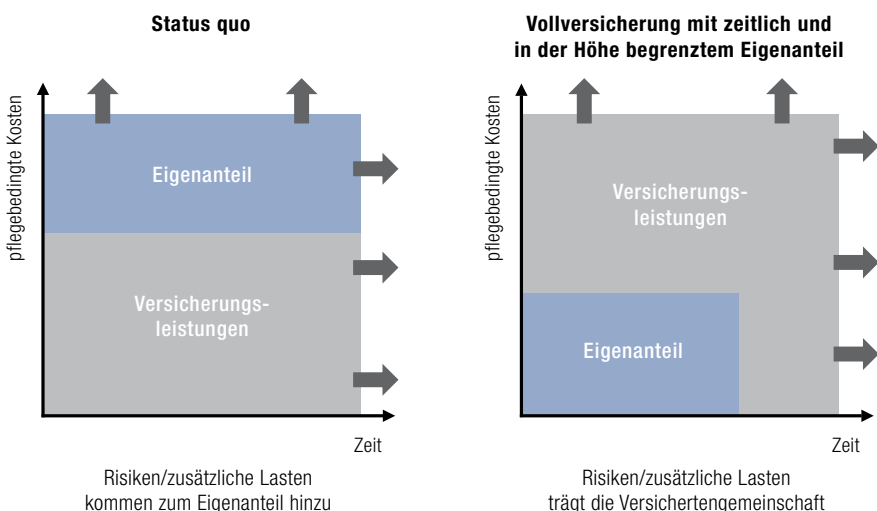 Status quo
pflegebedingte Kosten
Eigenanteil
Versicherungs-
leistungen
Zeit
Risiken/zusätzliche Lasten
kommen zum Eigenanteil hinzu
Vollversicherung mit zeitlich und
in der Höhe begrenztem Eigenanteil
pflegebedingte Kosten
Versicherungs-
leistungen
Eigenanteil
Zeit
Risiken/zusätzliche Lasten
trägt die Versichertengemeinschaft